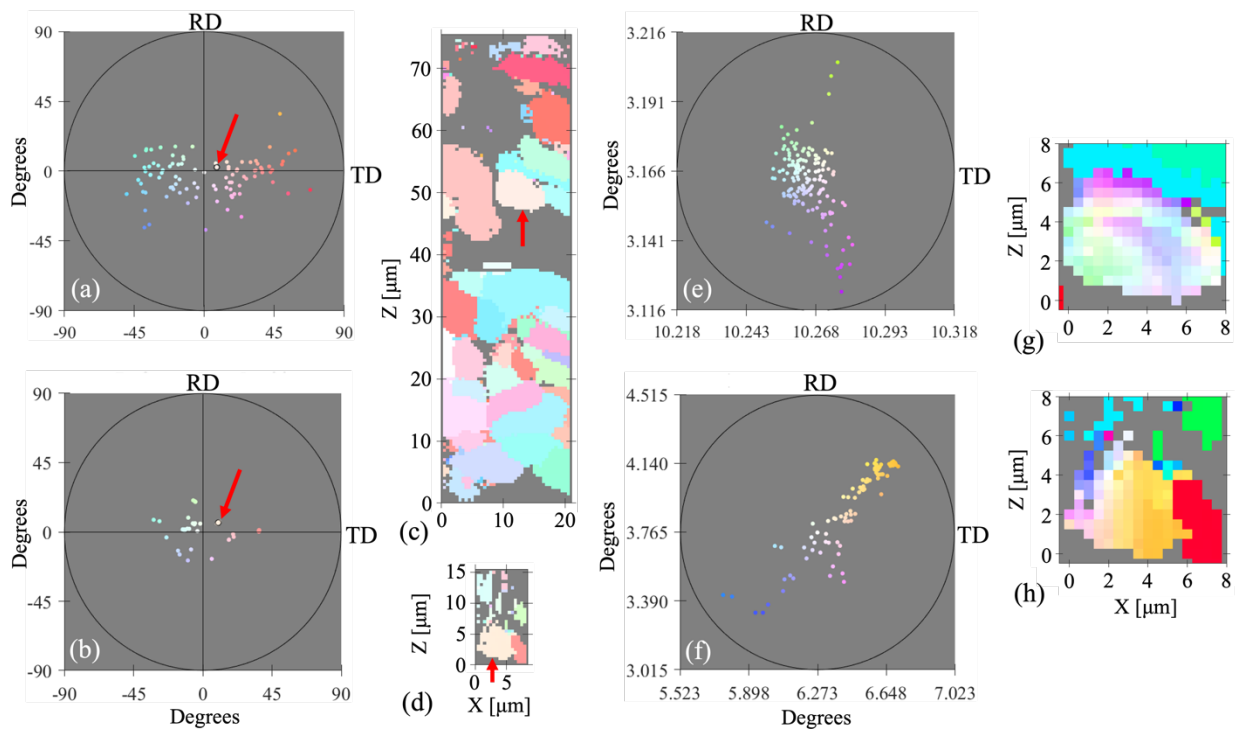 RD
90
45
0
-45
-90
Degrees
-90 -45 0 45 90
TD
(a)
RD
90
45
0
-45
-90
Degrees
-90 -45 0 45 90
Degrees
TD
(b)
70
60
50
40
30
20
10
0
Z [μm]
0 10 20
(c)
15
10
5
0
Z [μm]
0 5
X [μm]
(d)
RD
3.216
3.191
3.166
3.141
3.116
Degrees
10.218 10.243 10.268 10.293 10.318
TD
(e)
RD
4.515
4.140
3.765
3.390
3.015
Degrees
5.523 5.898 6.273 6.648 7.023
Degrees
TD
(f)
8
6
4
2
0
Z [μm]
0 2 4 6 8
(g)
8
6
4
2
0
Z [μm]
0 2 4 6 8
X [μm]
(h)